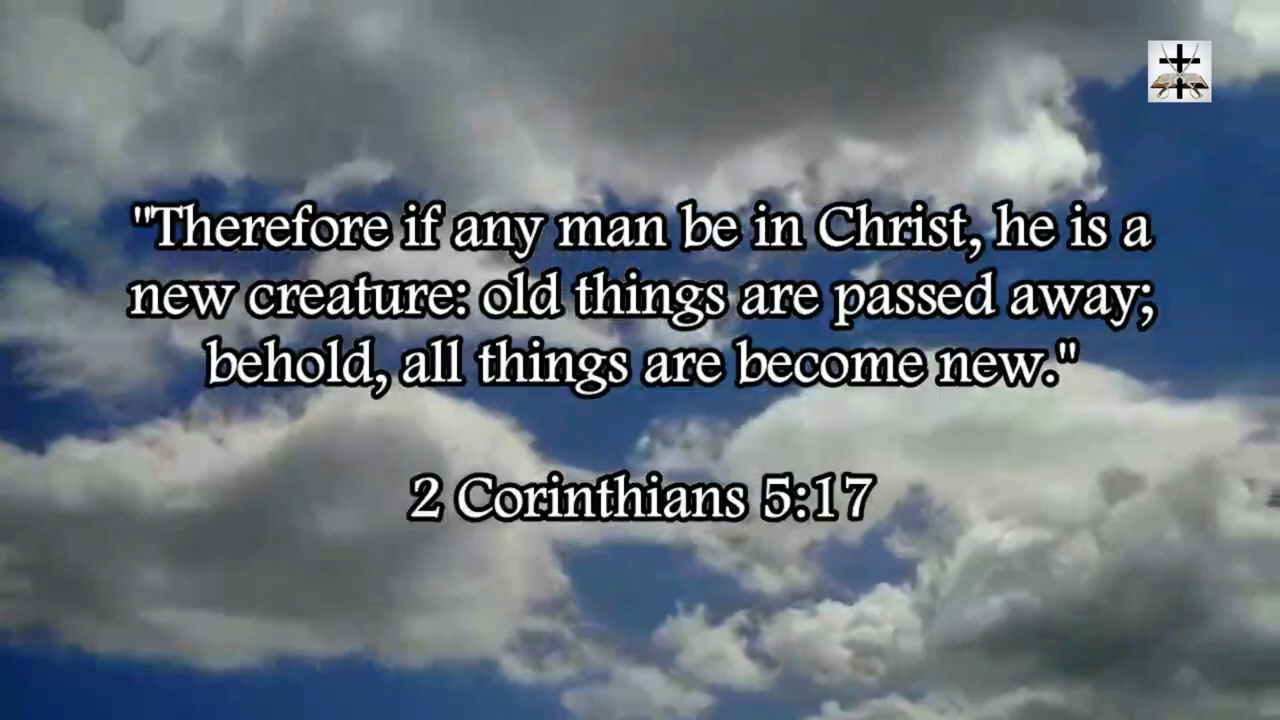 "Therefore if any man be in Christ, he is a
new creature: old things are passed away;
behold, all things are become new."
2 Corinthians 5:17